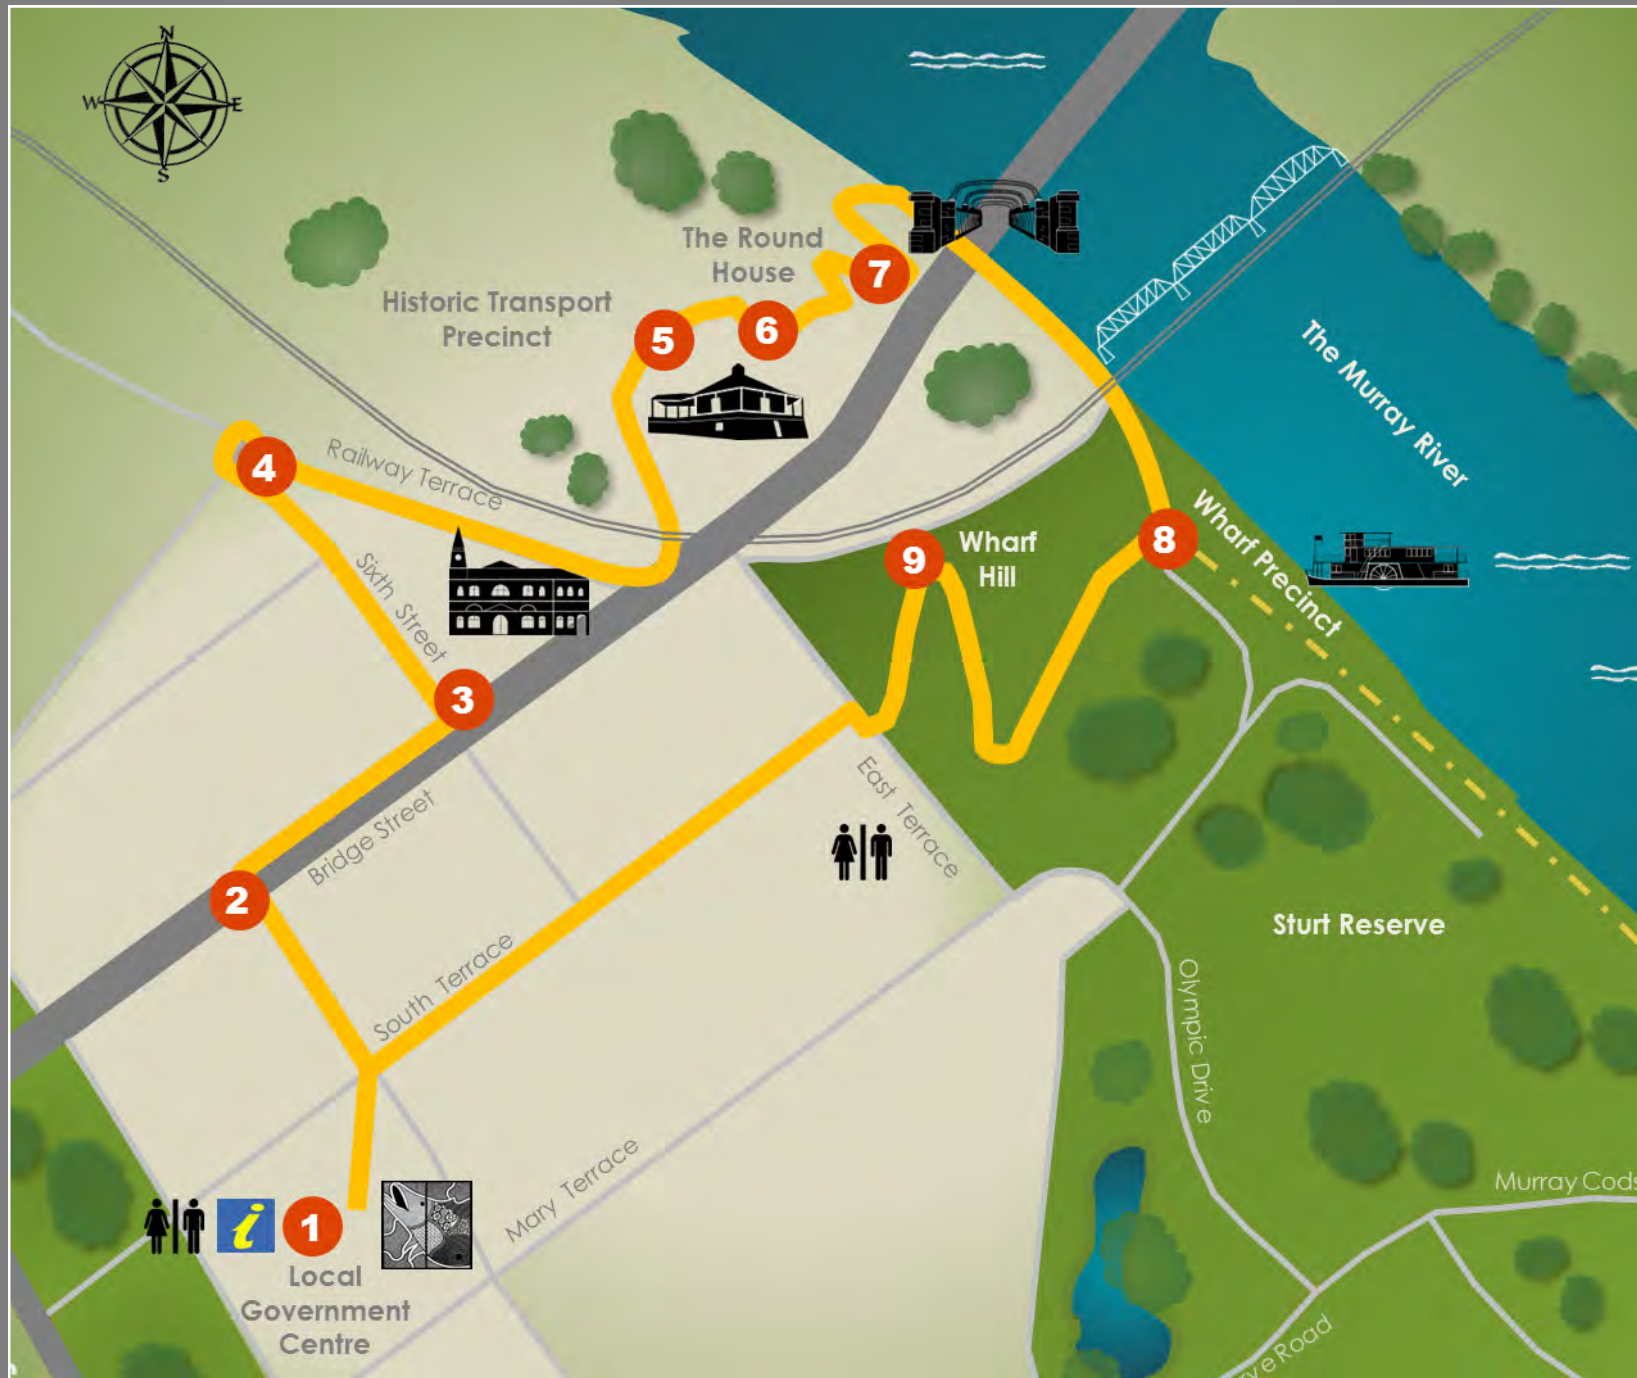 N
W
E
S
The Round
House
Historic Transport
Precinct
7
6
5
The Murray River
4
Railway Terrace
Wharf Precinct
8
9
Wharf
Hill
Sixth Street
3
Bridge Street
East Terrace
2
Sturt Reserve
South Terrace
Olympic Drive
Mary Terrace
Murray Cods
i
1
Local
Government
Centre
Road